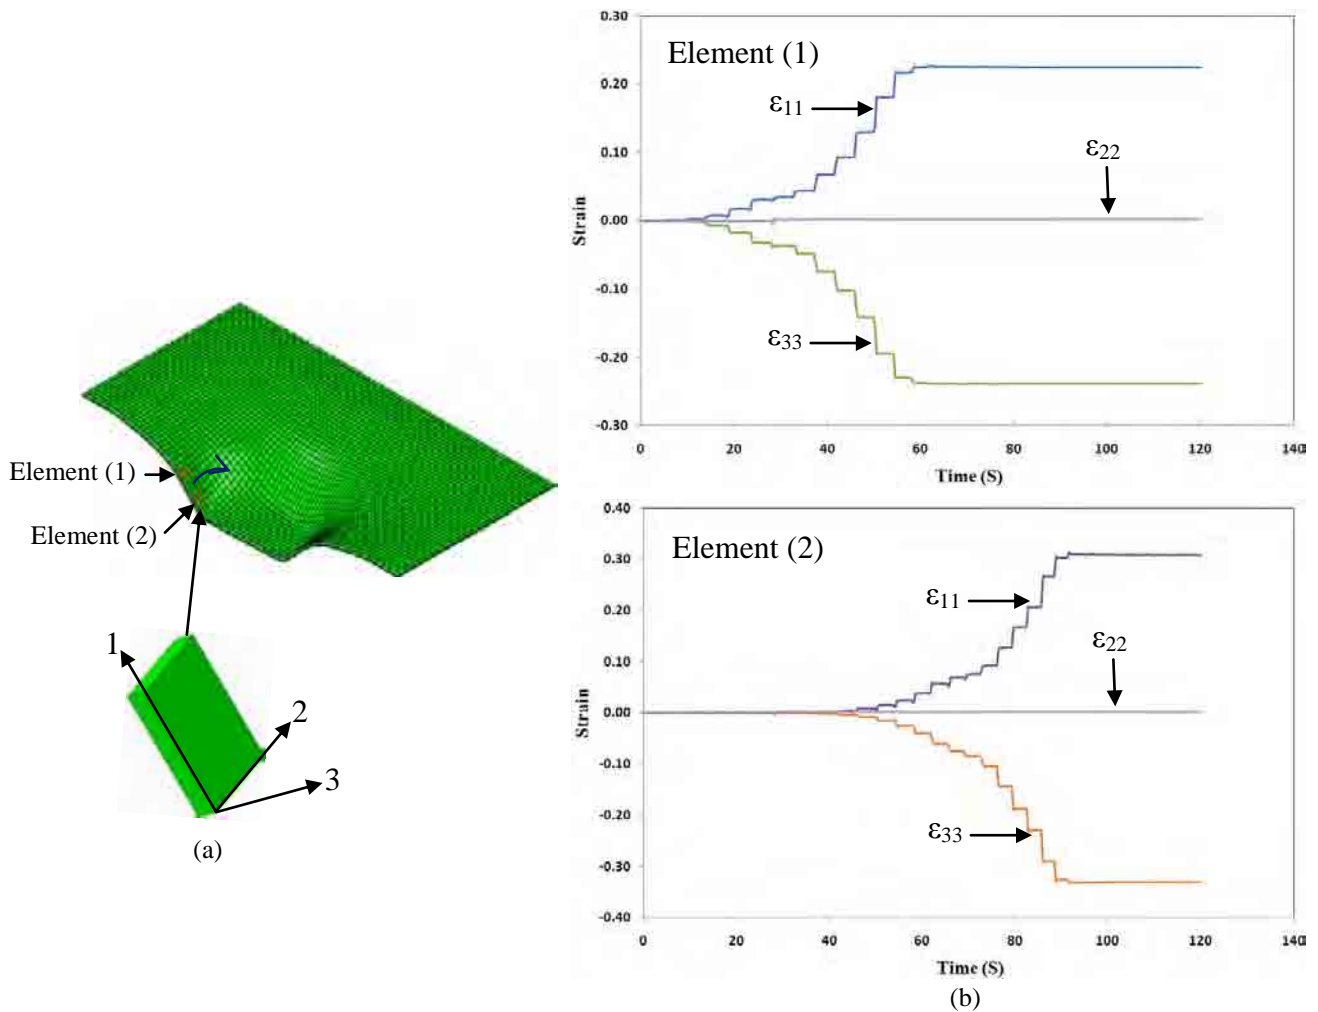 Element (1)
Element (2)
1
2
3
(a)
0.30
0.20
0.10
0.00
-0.10
-0.20
-0.30
Strain
Element (1)
ε11
ε22
ε33
0 20 40 60 80 100 120 140
Time (S)
0.40
0.30
0.20
0.10
0.00
-0.10
-0.20
-0.30
-0.40
Strain
Element (2)
ε11
ε22
ε33
0 20 40 60 80 100 120 140
Time (S)
(b)